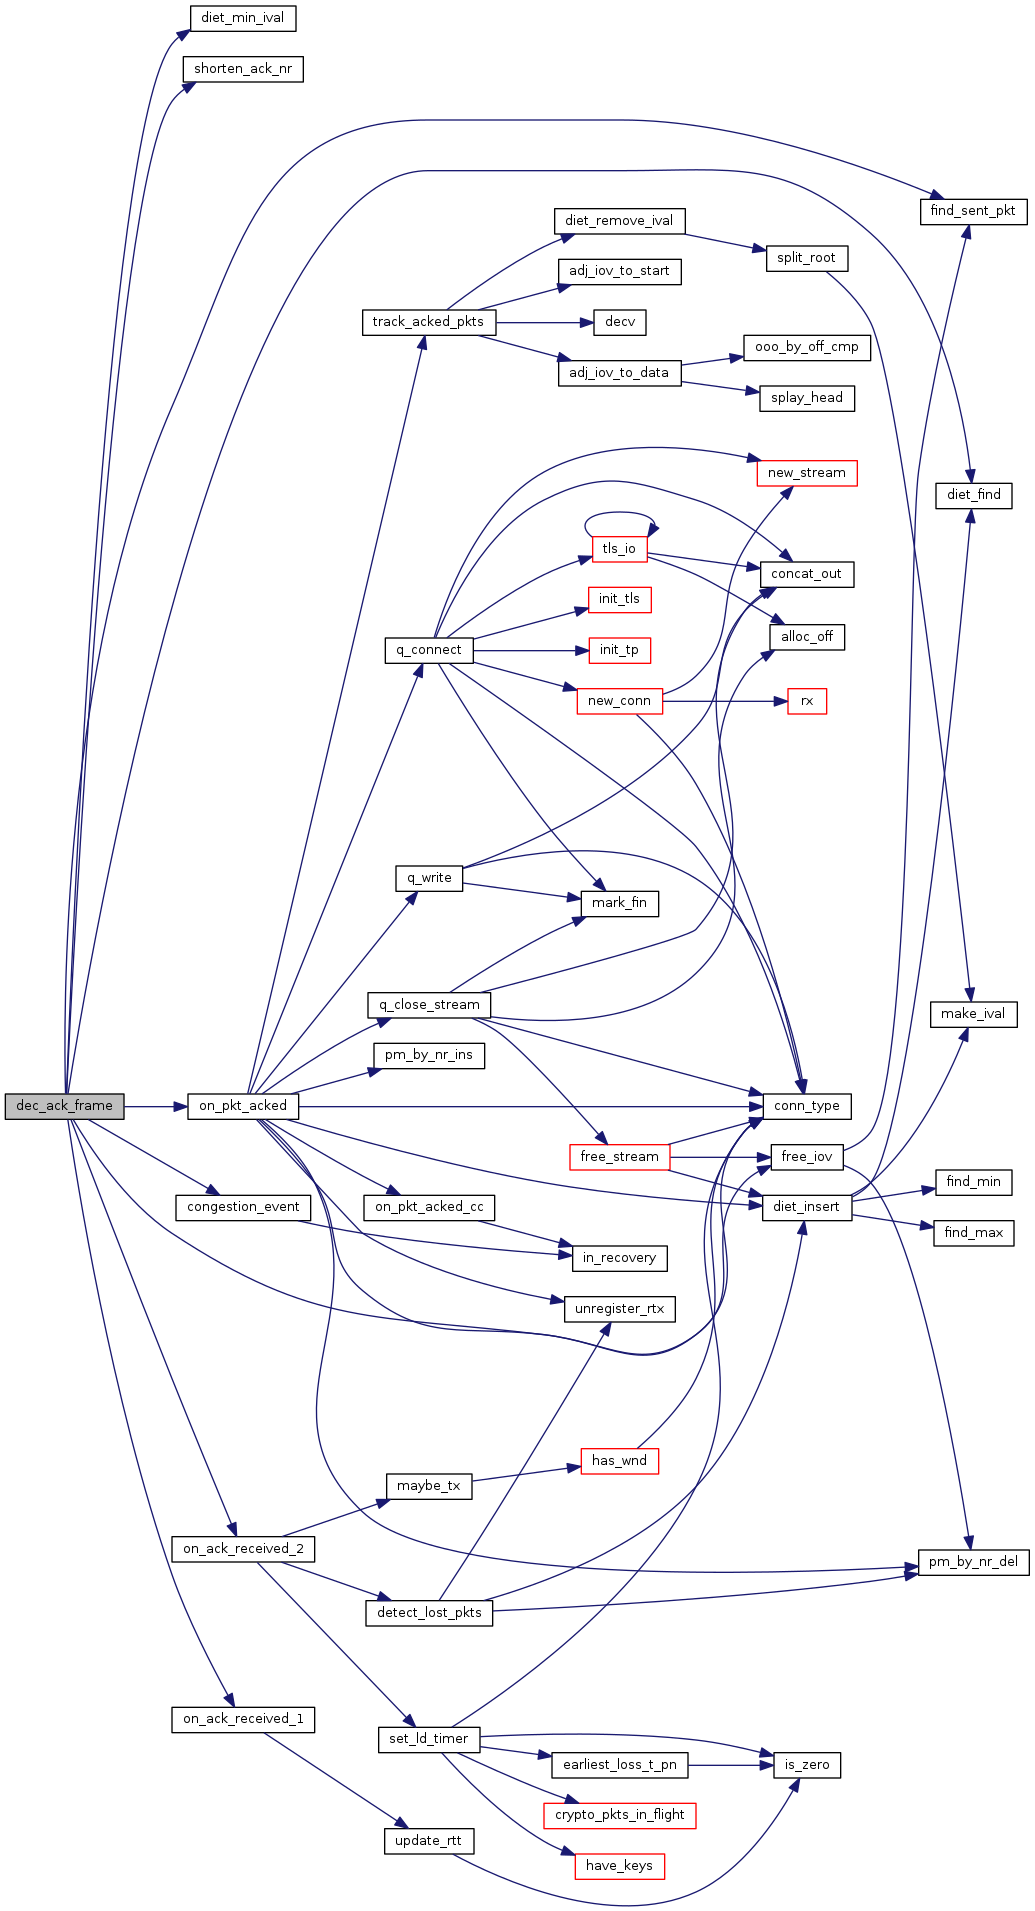 diet_min_ival
shorten_ack_nr
find_sent_pkt
diet_remove_ival
split_root
adj_iov_to_start
track_acked_pkts
decv
ooo_by_off_cmp
adj_iov_to_data
splay_head
new_stream
diet_find
tls_io
concat_out
init_tls
alloc_off
q_connect
init_tp
new_conn
rx
q_write
mark_fin
q_close_stream
make_ival
pm_by_nr_ins
dec_ack_frame
on_pkt_acked
conn_type
free_stream
free_iov
find_min
congestion_event
on_pkt_acked_cc
diet_insert
find_max
in_recovery
unregister_rtx
has_wnd
maybe_tx
on_ack_received_2
pm_by_nr_del
detect_lost_pkts
on_ack_received_1
set_ld_timer
earliest_loss_t_pn
is_zero
crypto_pkts_in_flight
update_rtt
have_keys